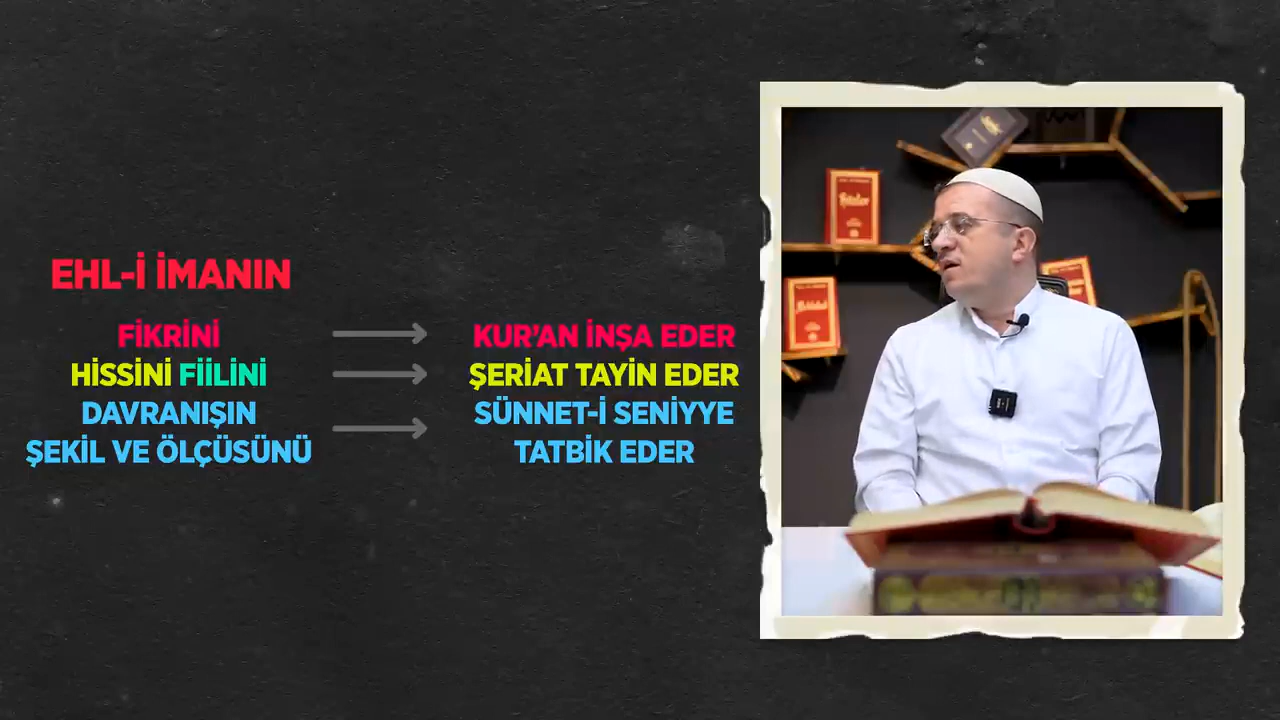 EHL-İ İMANIN
FİKRİNİ → KUR'AN İNŞA EDER
HİSSİNİ FİİLİNİ → ŞERİAT TAYİN EDER
DAVRANIŞIN
ŞEKİL VE ÖLÇÜSÜNÜ → SÜNNET-İ SENİYYE
TATBİK EDER
Sözler